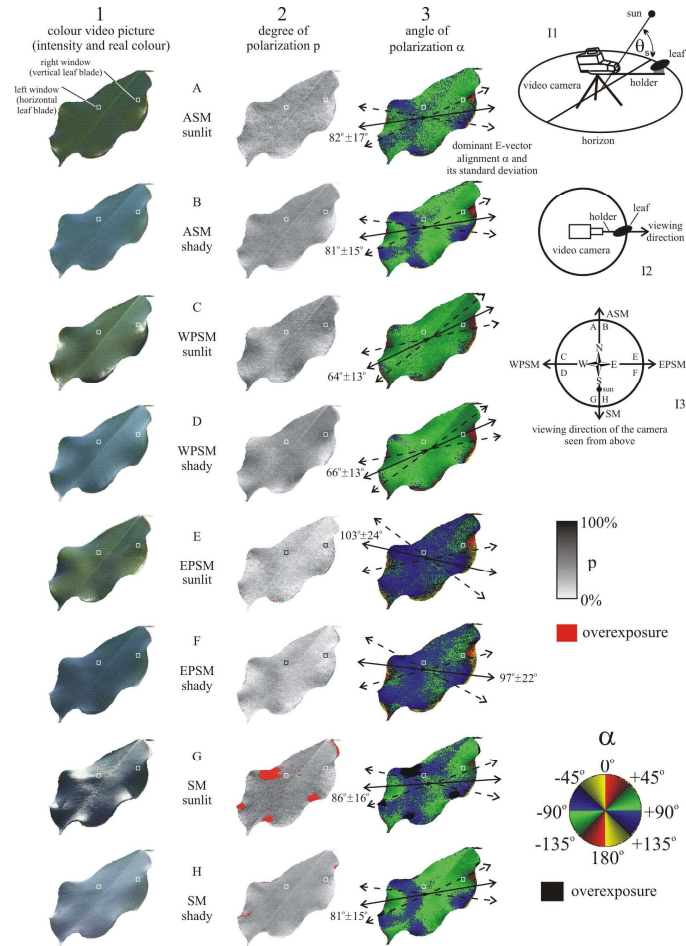 1
colour video picture
(intensity and real colour)
2
degree of
polarization p
3
angle of
polarization α
right window
(vertical leaf blade)
left window
(horizontal
leaf blade)
A
ASM
sunlit
82°±17°
dominant E-vector
alignment α and
its standard deviation
B
ASM
shady
81°±15°
C
WPSM
sunlit
64°±13°
D
WPSM
shady
66°±13°
E
EPSM
sunlit
103°±24°
F
EPSM
shady
97°±22°
G
SM
sunlit
86°±16°
H
SM
shady
81°±15°
I1
sun
θs
leaf
video camera
holder
horizon
leaf
holder
viewing
direction
video camera
I2
ASM
A B
N
WPSM
C
W
E
E
EPSM
D
F
S
sun
G H
SM
I3
viewing direction of the camera
seen from above
100%
p
0%
overexposure
α
0°
-45°
+45°
-90°
+90°
-135°
+135°
180°
overexposure